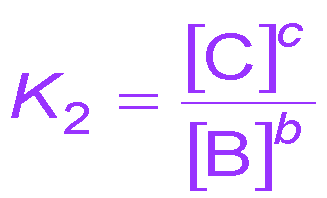 K₂ = [C]ᶜ / [B]ᵇ